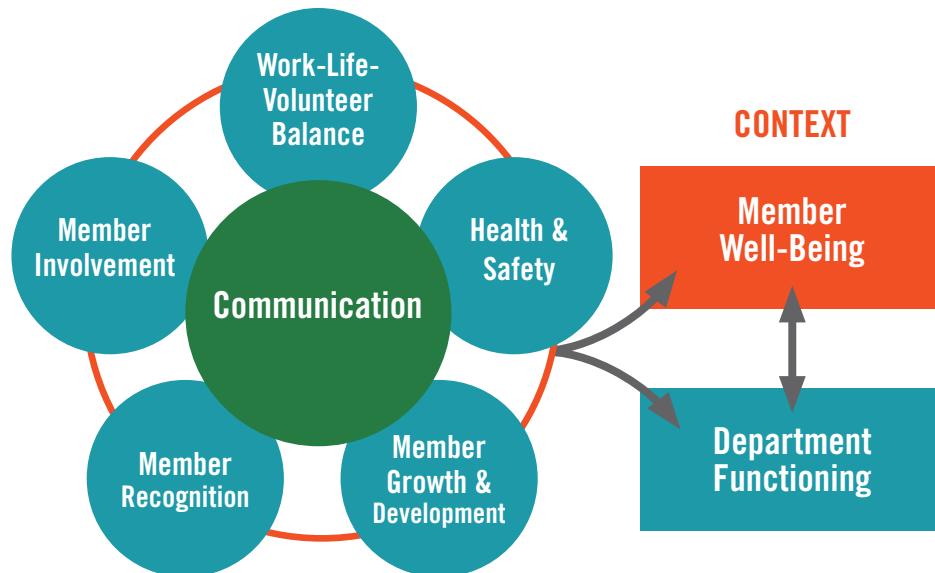 Work-Life-
Volunteer
Balance
Health &
Safety
Member
Growth &
Development
Member
Recognition
Member
Involvement
Communication
CONTEXT
Member
Well-Being
Department
Functioning